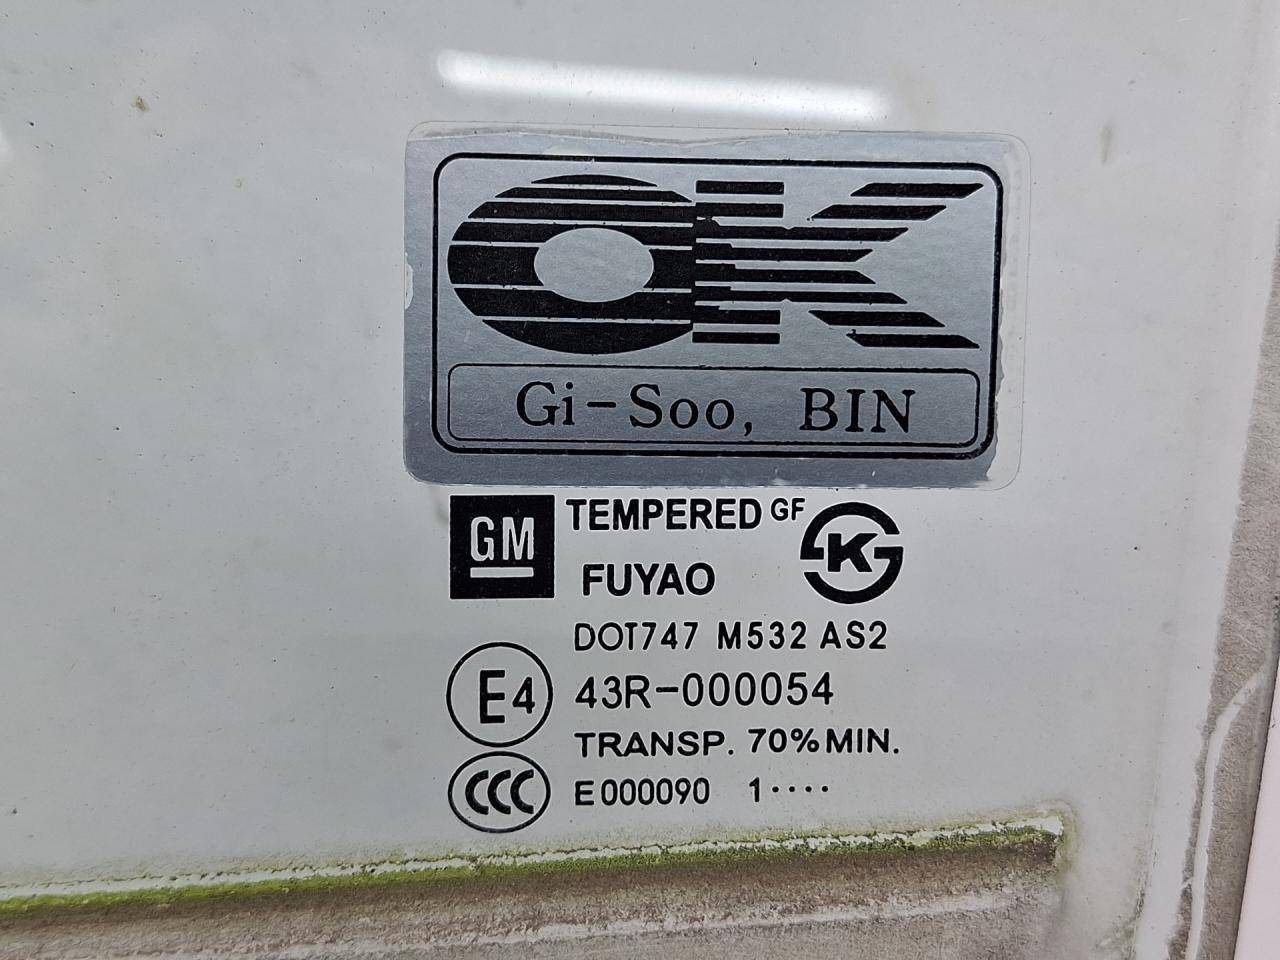 OK
Gi-Soo, BIN
GM TEMPERED GF
FUYAO
KS
DOT747 M532 AS2
E4 43R-000054
TRANSP. 70% MIN.
CCC E000090 1····